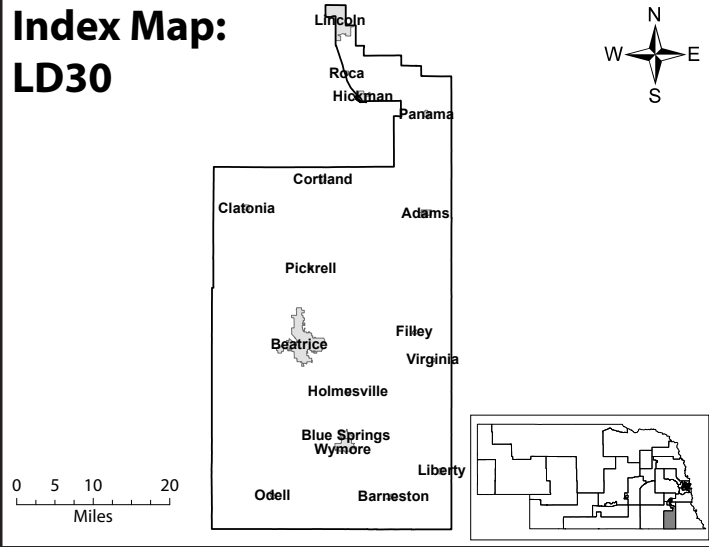 Index Map:
LD30
N
W E
S
Lincoln
Roca
Hickman
Panama
Cortland
Clatonia
Adams
Pickrell
Filley
Beatrice
Virginia
Holmesville
Blue Springs
Wymore
Liberty
Odell
Barneston
0 5 10 20
Miles